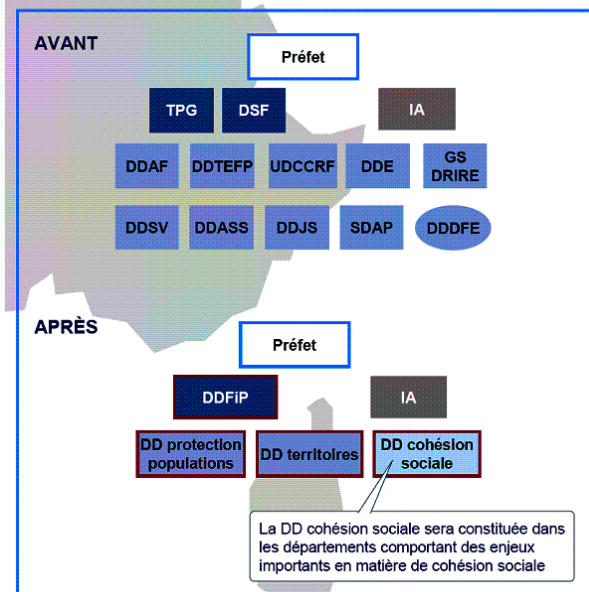 AVANT
Préfet
TPG
DSF
IA
DDAF
DDTEFP
UDCCRF
DDE
GS
DRIRE
DDSV
DDASS
DDJS
SDAP
DDDFE
APRÈS
Préfet
DDFiP
IA
DD protection
populations
DD territoires
DD cohésion
sociale
La DD cohésion sociale sera constituée dans
les départements comportant des enjeux
importants en matière de cohésion sociale